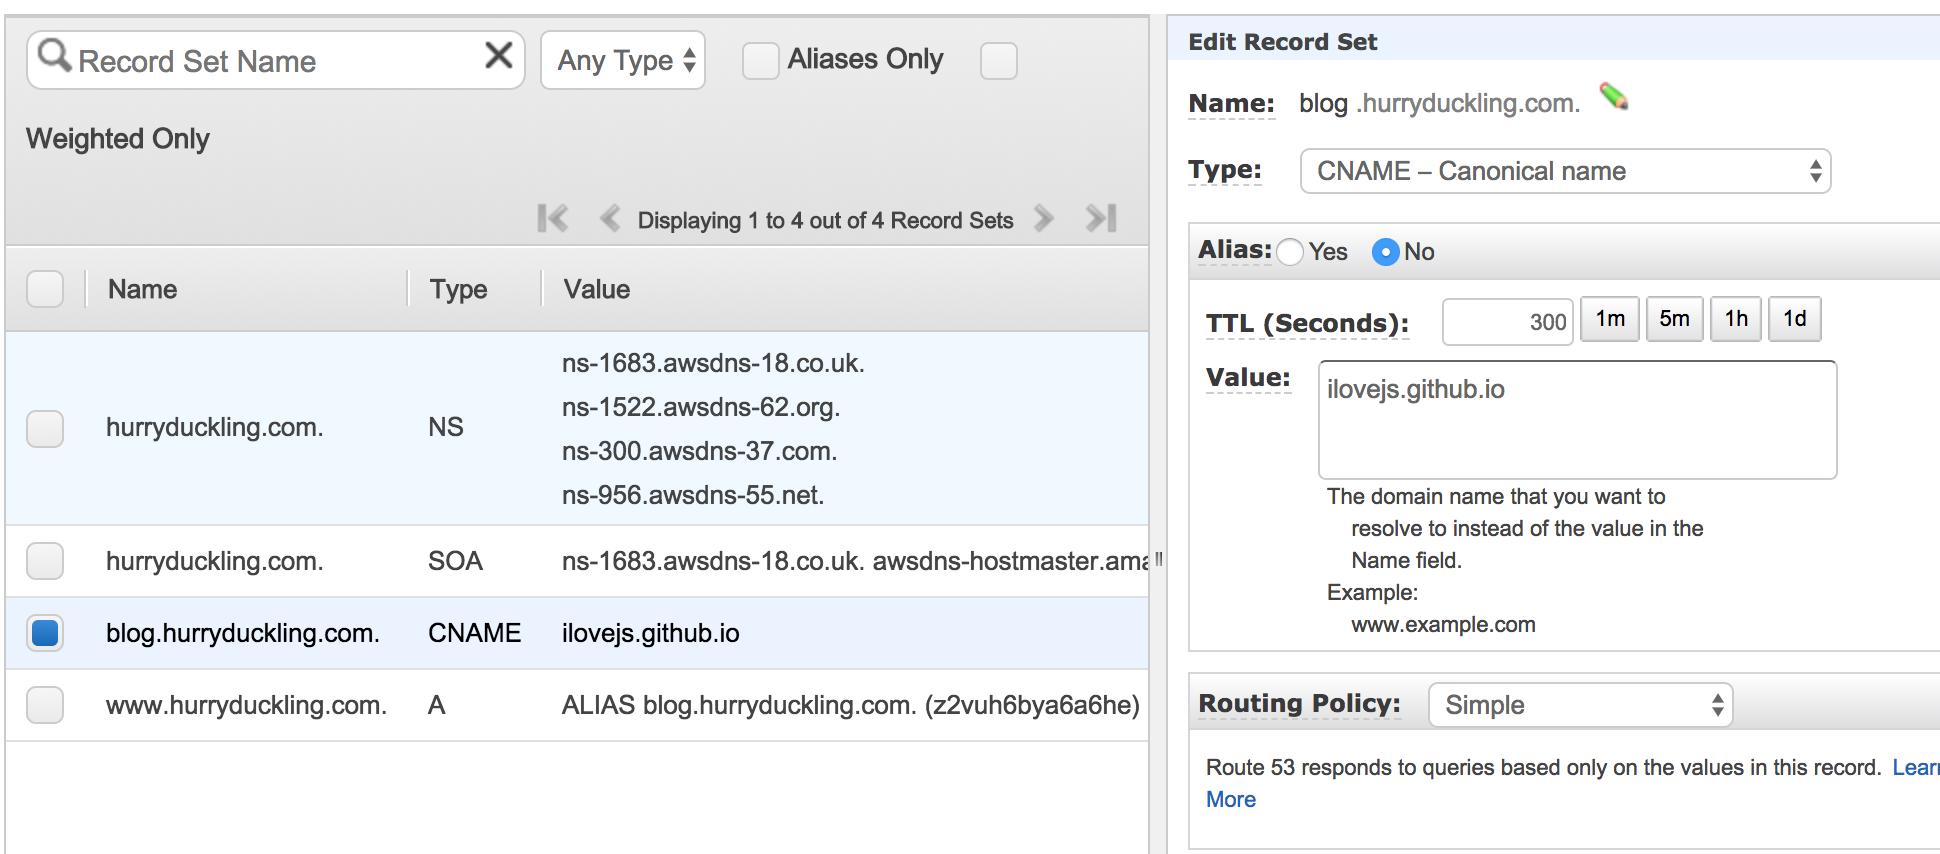 Record Set Name
Any Type
Aliases Only
Weighted Only
Displaying 1 to 4 out of 4 Record Sets
Name Type Value
hurryduckling.com. NS
ns-1683.awsdns-18.co.uk.
ns-1522.awsdns-62.org.
ns-300.awsdns-37.com.
ns-956.awsdns-55.net.
hurryduckling.com. SOA ns-1683.awsdns-18.co.uk. awsdns-hostmaster.ama
blog.hurryduckling.com. CNAME ilovejs.github.io
www.hurryduckling.com. A ALIAS blog.hurryduckling.com. (z2vuh6bya6a6he)
Edit Record Set
Name: blog .hurryduckling.com.
Type: CNAME – Canonical name
Alias: Yes No
TTL (Seconds): 300 1m 5m 1h 1d
Value: ilovejs.github.io
The domain name that you want to
resolve to instead of the value in the
Name field.
Example:
www.example.com
Routing Policy: Simple
Route 53 responds to queries based only on the values in this record. Learn
More